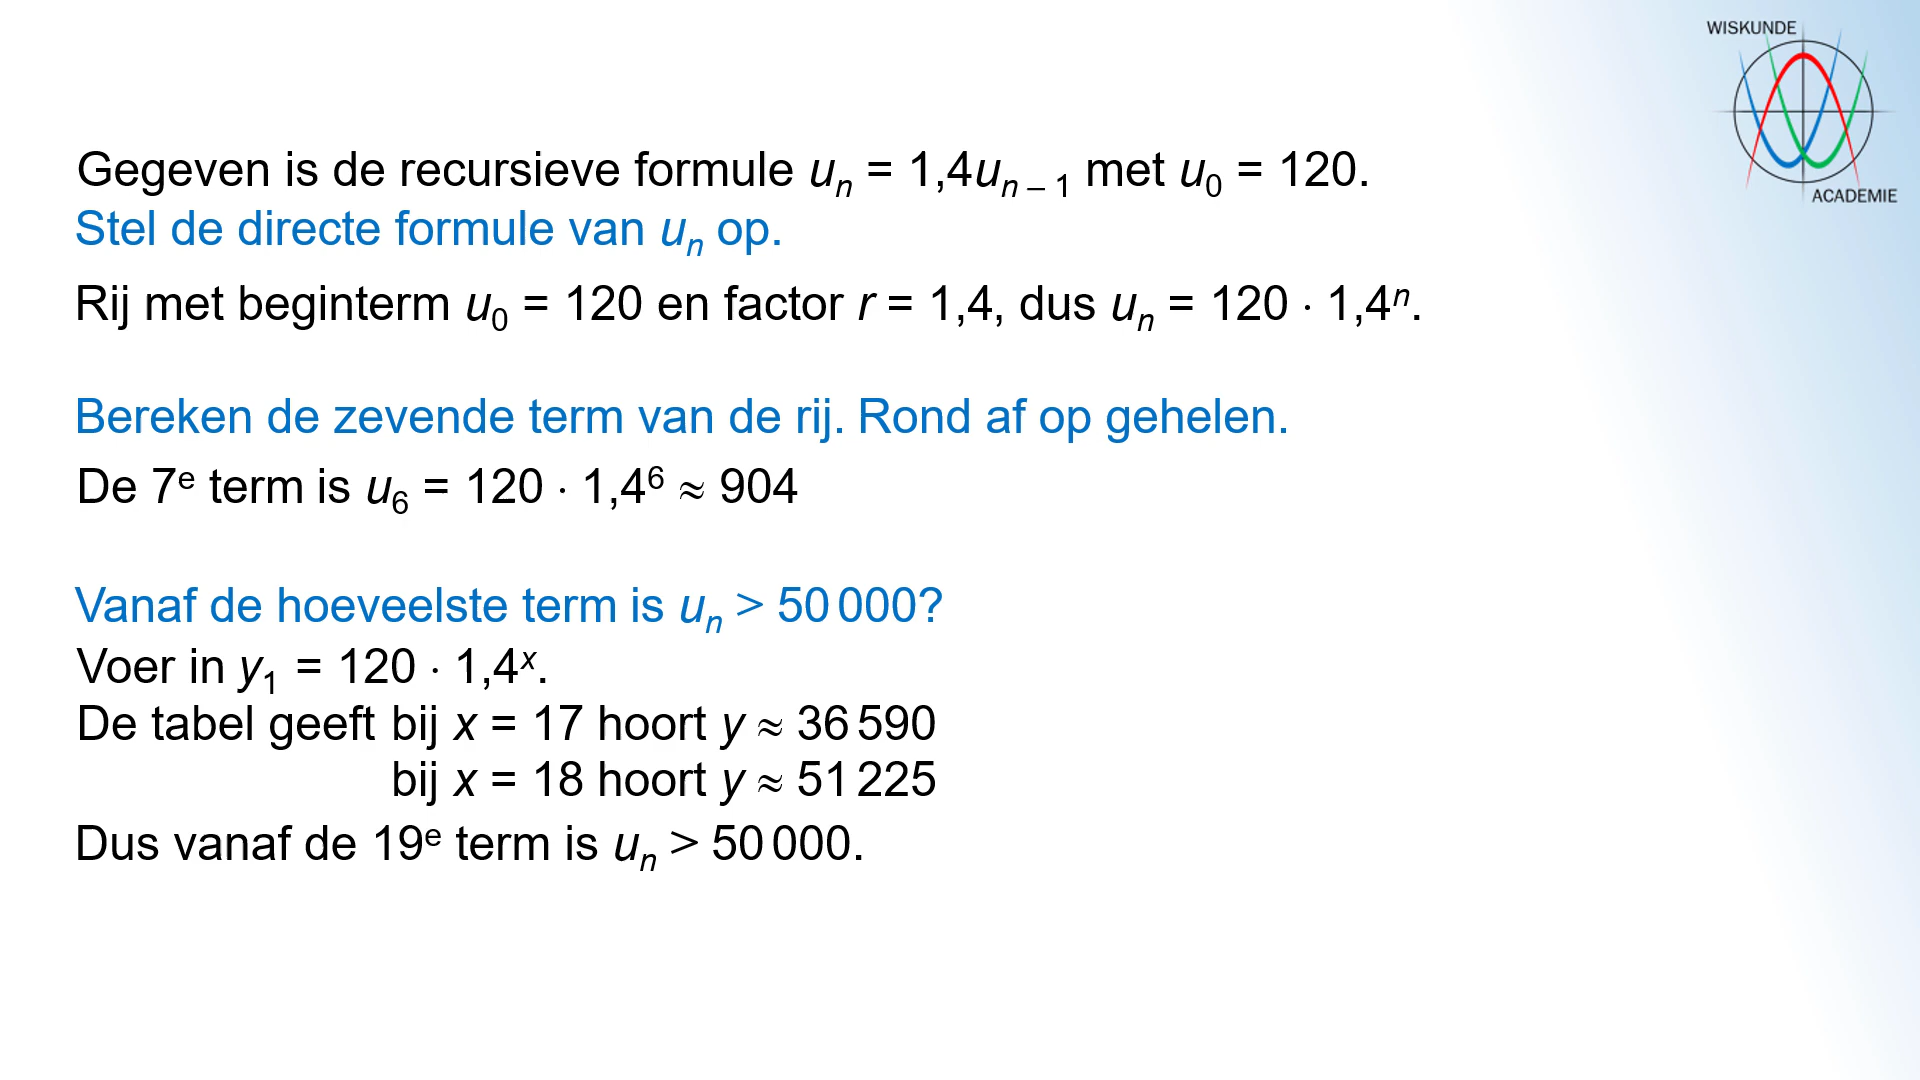 WISKUNDE
ACADEMIE
Gegeven is de recursieve formule uₙ = 1,4uₙ ₋ ₁ met u₀ = 120.
Stel de directe formule van uₙ op.
Rij met beginterm u₀ = 120 en factor r = 1,4, dus uₙ = 120 · 1,4ⁿ.
Bereken de zevende term van de rij. Rond af op gehelen.
De 7ᵉ term is u₆ = 120 · 1,4⁶ ≈ 904
Vanaf de hoeveelste term is uₙ > 50 000?
Voer in y₁ = 120 · 1,4ˣ.
De tabel geeft bij x = 17 hoort y ≈ 36 590
bij x = 18 hoort y ≈ 51 225
Dus vanaf de 19ᵉ term is uₙ > 50 000.